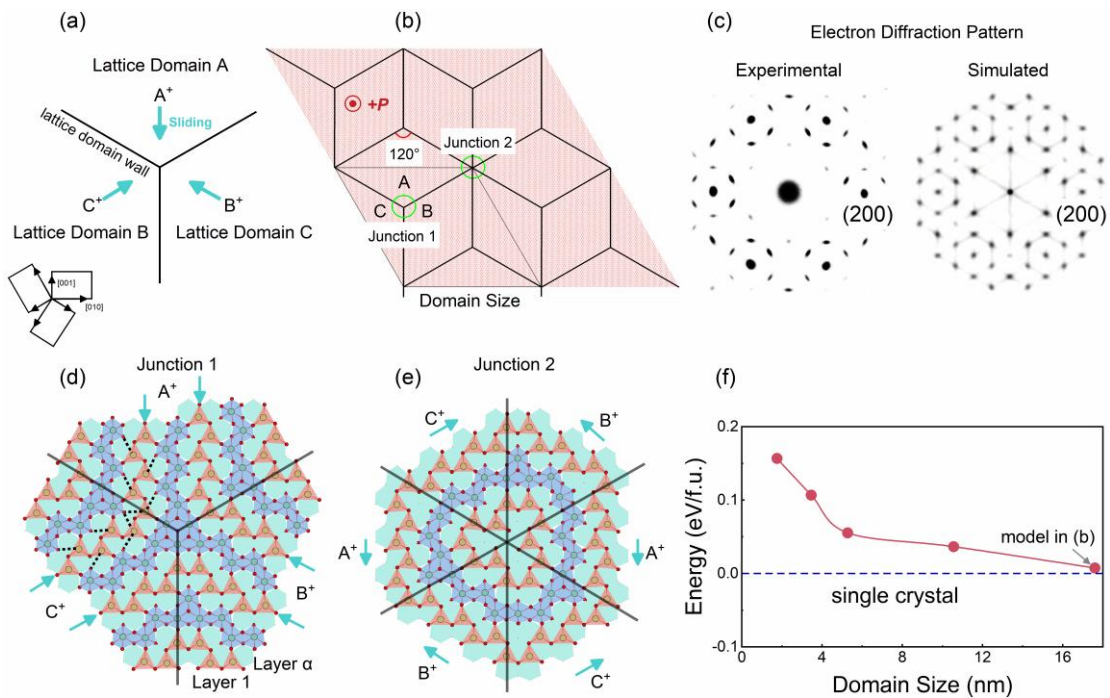 (a)
Lattice Domain A
A⁺
Sliding
lattice domain wall
C⁺
B⁺
Lattice Domain B
Lattice Domain C
[001]
[010]
(b)
+P
120°
Junction 2
A
C
B
Junction 1
Domain Size
(c)
Electron Diffraction Pattern
Experimental
Simulated
(200)
(200)
(d)
Junction 1
A⁺
C⁺
B⁺
Layer α
Layer 1
(e)
Junction 2
C⁺
B⁺
A⁺
A⁺
B⁺
C⁺
(f)
Energy (eV/f.u.)
0.2
0.1
0.0
-0.1
model in (b)
single crystal
0
4
8
12
16
Domain Size (nm)